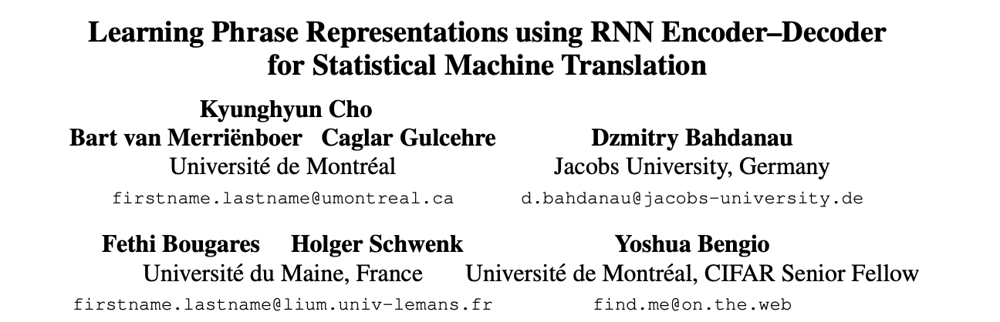 Learning Phrase Representations using RNN Encoder–Decoder
for Statistical Machine Translation
Kyunghyun Cho
Bart van Merriënboer Caglar Gulcehre
Université de Montréal
firstname.lastname@umontreal.ca
Dzmitry Bahdanau
Jacobs University, Germany
d.bahdanau@jacobs-university.de
Fethi Bougares Holger Schwenk
Université du Maine, France
firstname.lastname@lium.univ-lemans.fr
Yoshua Bengio
Université de Montréal, CIFAR Senior Fellow
find.me@on.the.web